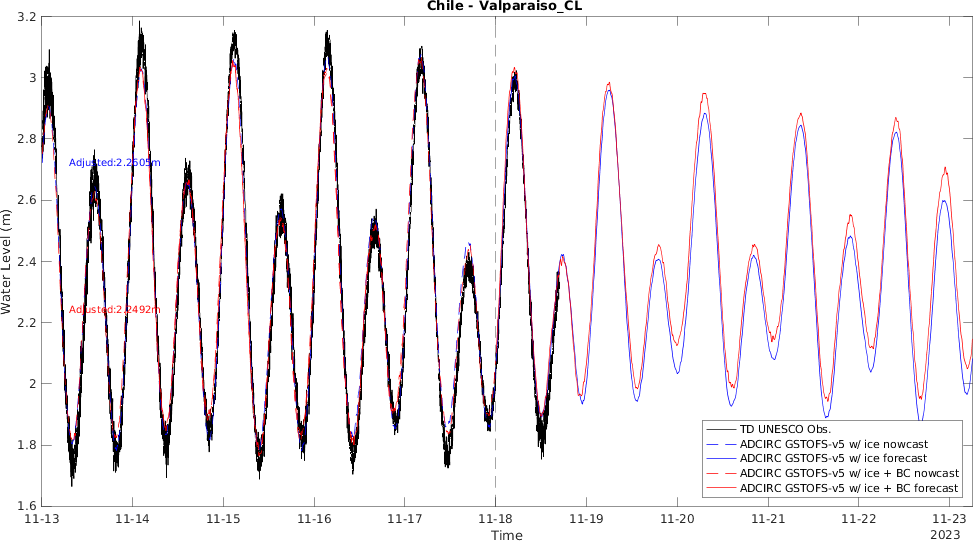 Chile - Valparaiso_CL
3.2
3
2.8
2.6
2.4
2.2
2
1.8
1.6
Water Level (m)
Adjusted:2.2605m
Adjusted:2.2492m
TD UNESCO Obs.
ADCIRC GSTOFS-v5 w/ ice nowcast
ADCIRC GSTOFS-v5 w/ ice forecast
ADCIRC GSTOFS-v5 w/ ice + BC nowcast
ADCIRC GSTOFS-v5 w/ ice + BC forecast
11-13 11-14 11-15 11-16 11-17 11-18 11-19 11-20 11-21 11-22 11-23
Time
2023